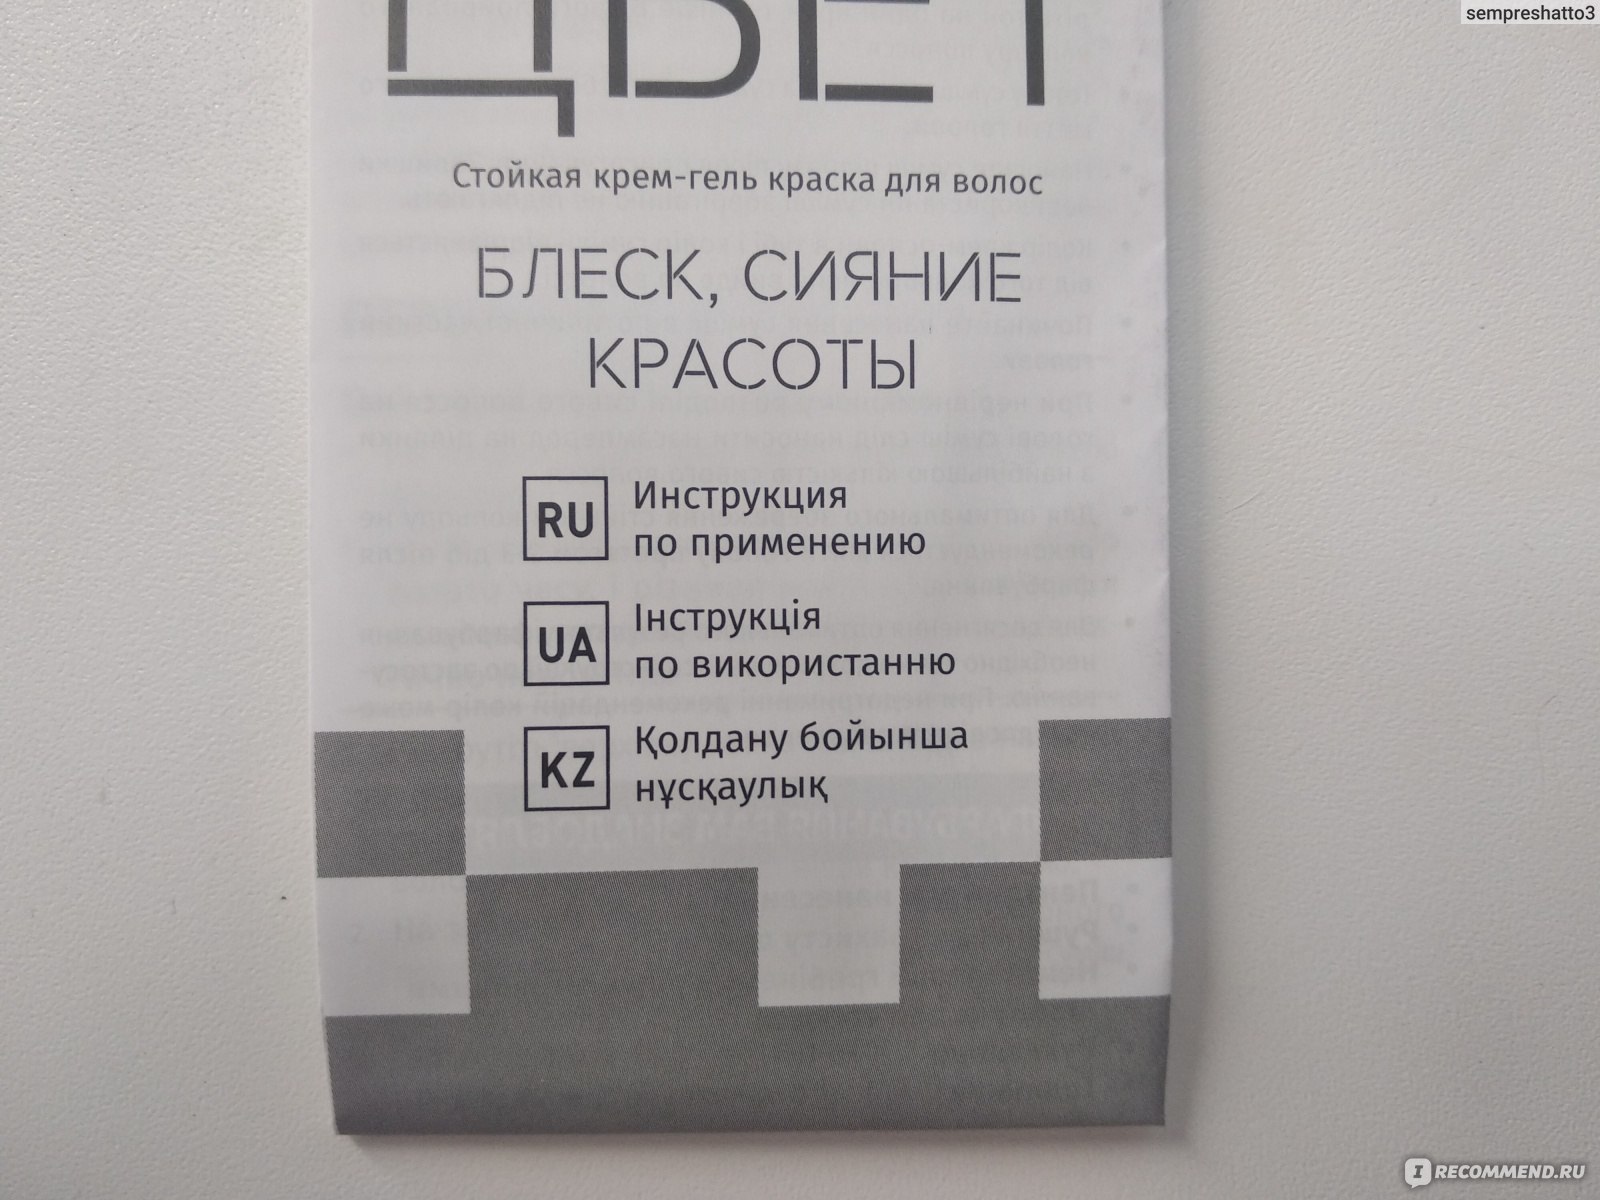 sempreshatto3
ЦВЕТ
Стойкая крем-гель краска для волос
БЛЕСК, СИЯНИЕ
КРАСОТЫ
RU
Инструкция
по применению
UA
Інструкція
по використанню
KZ
Қолдану бойынша
нұсқаулық
IRECOMMEND.RU